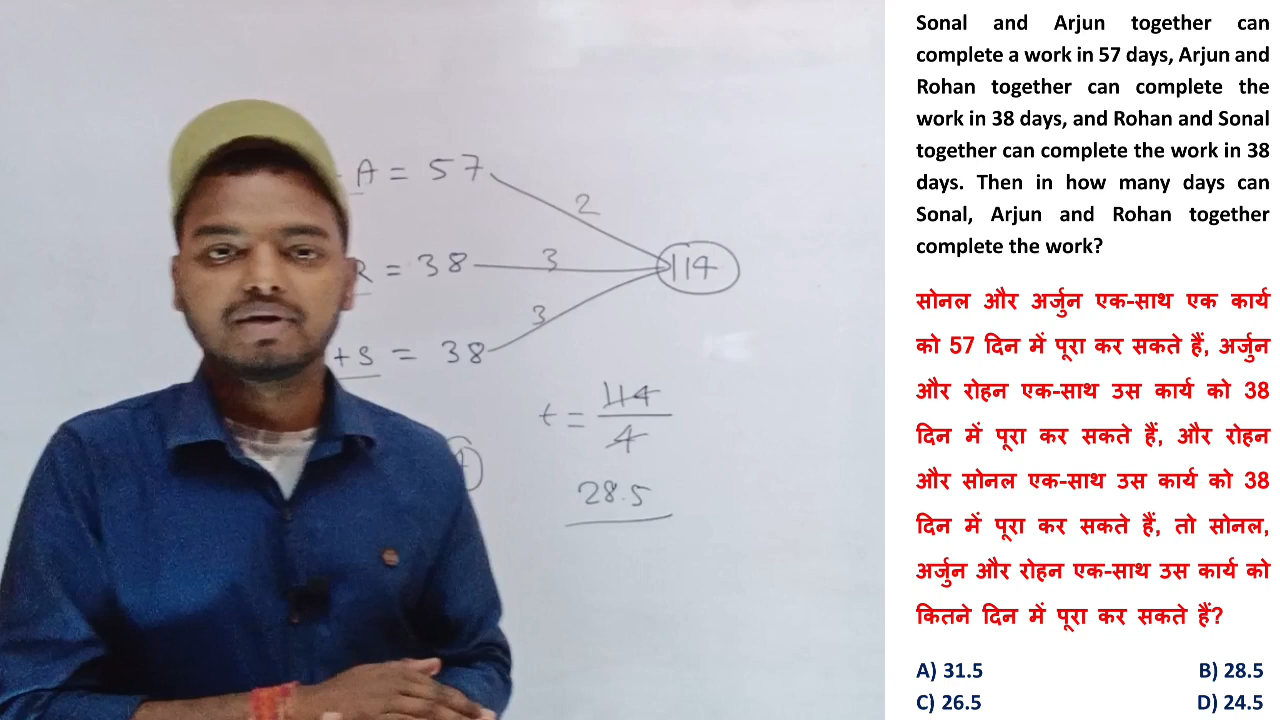 Sonal and Arjun together can
complete a work in 57 days, Arjun and
Rohan together can complete the
work in 38 days, and Rohan and Sonal
together can complete the work in 38
days. Then in how many days can
Sonal, Arjun and Rohan together
complete the work?
सोनल और अर्जुन एक-साथ एक कार्य
को 57 दिन में पूरा कर सकते हैं, अर्जुन
और रोहन एक-साथ उस कार्य को 38
दिन में पूरा कर सकते हैं, और रोहन
और सोनल एक-साथ उस कार्य को 38
दिन में पूरा कर सकते हैं, तो सोनल,
अर्जुन और रोहन एक-साथ उस कार्य को
कितने दिन में पूरा कर सकते हैं?
A) 31.5 B) 28.5
C) 26.5 D) 24.5
A = 57
2
R = 38
3
114
3
+S = 38
t = 114
4
28.5